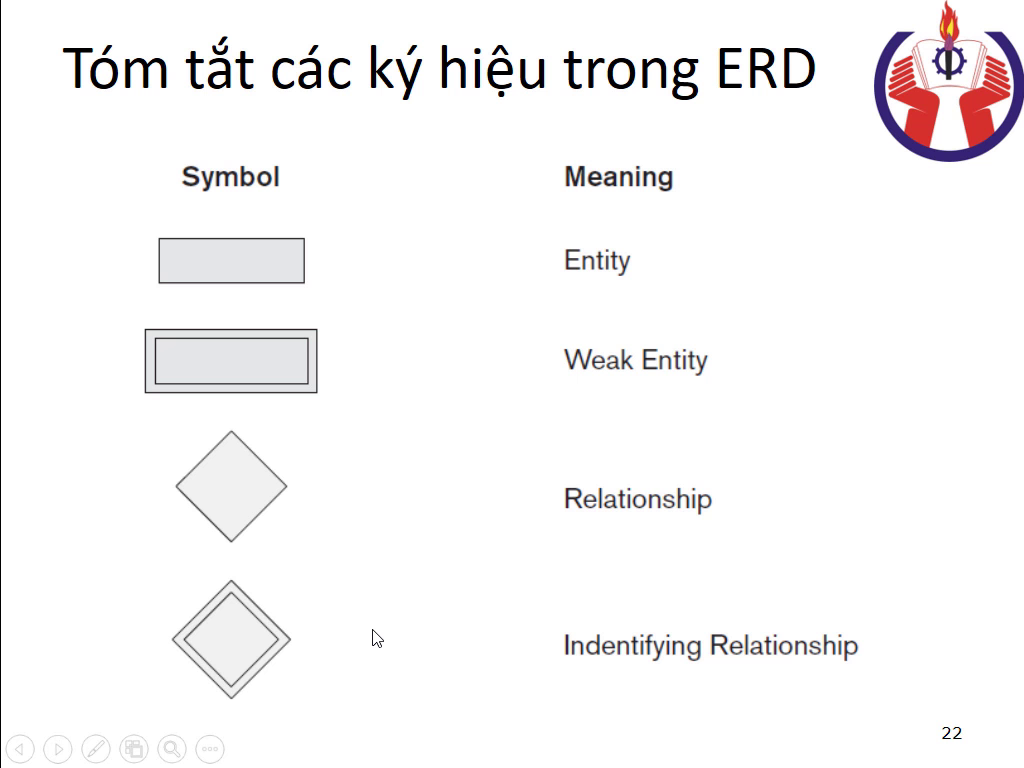 Tóm tắt các ký hiệu trong ERD
Symbol Meaning
Entity
Weak Entity
Relationship
Indentifying Relationship
22